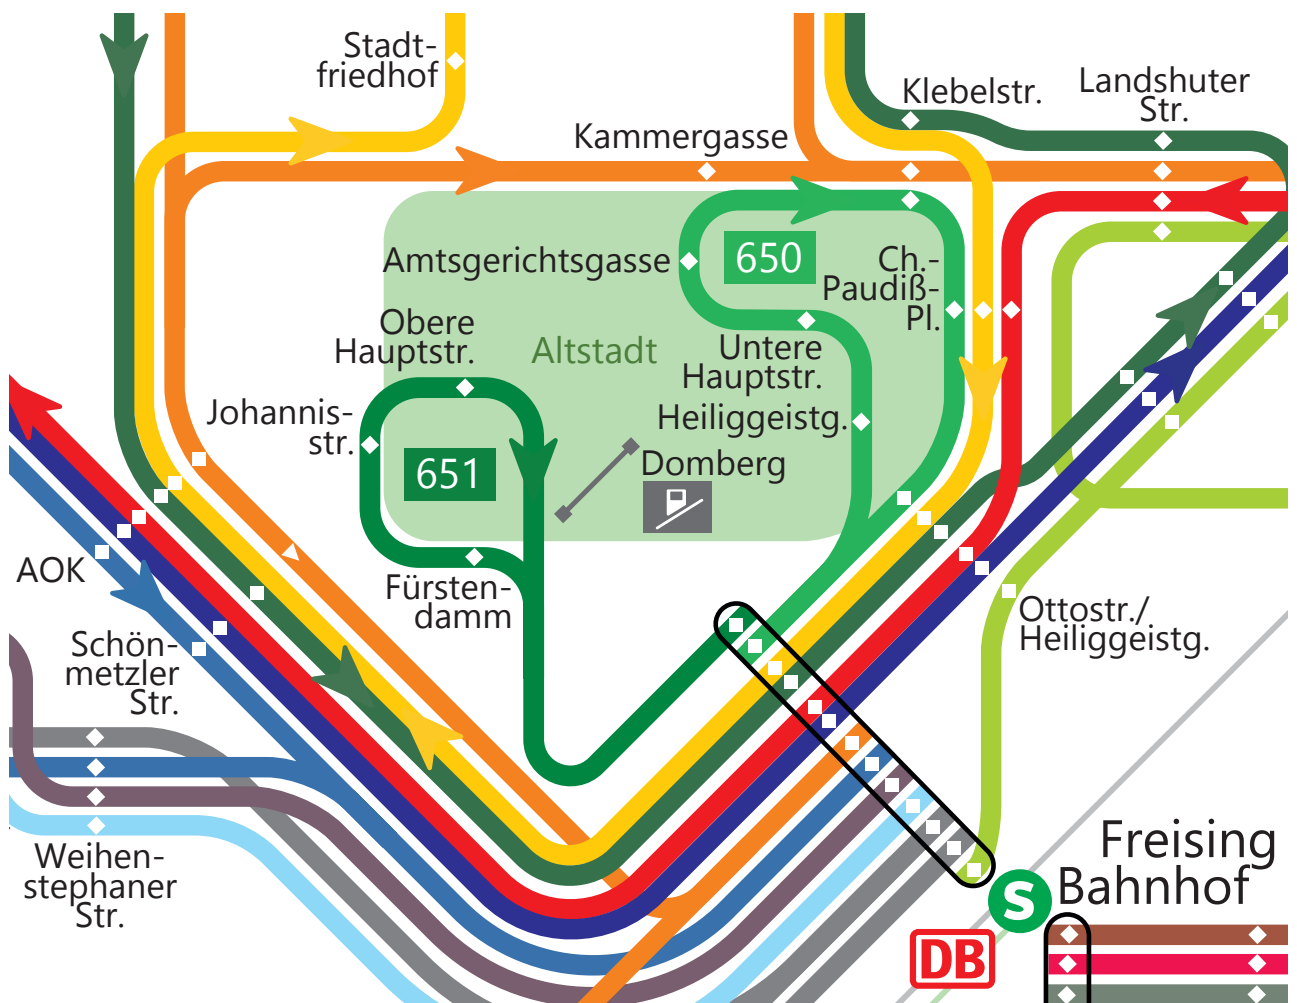 Stadt-
friedhof
Klebelstr.
Landshuter
Str.
Kammergasse
Amtsgerichtsgasse
650
Ch.-
Paudiß-
Pl.
Obere
Hauptstr.
Altstadt
Untere
Hauptstr.
Johannis-
str.
651
Heiliggeistg.
Domberg
AOK
Fürsten-
damm
Ottostr./
Heiliggeistg.
Schön-
metzler
Str.
Weihen-
stephaner
Str.
Freising
Bahnhof
S
DB